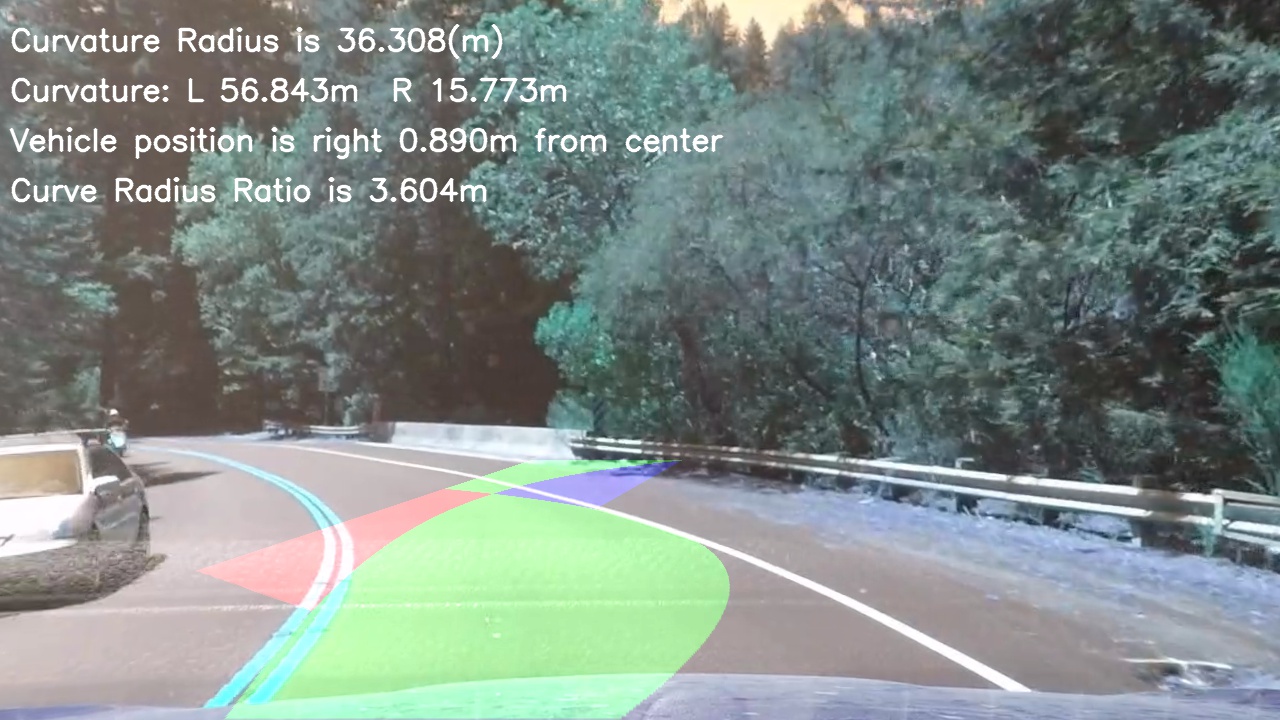 Curvature Radius is 36.308(m)
Curvature: L 56.843m R 15.773m
Vehicle position is right 0.890m from center
Curve Radius Ratio is 3.604m